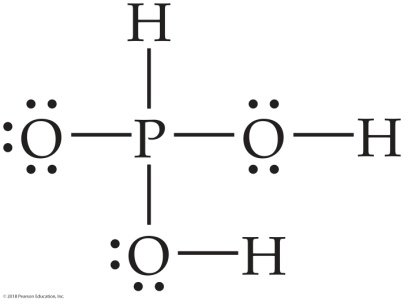 H
O P O H
O H
© 2018 Pearson Education, Inc.